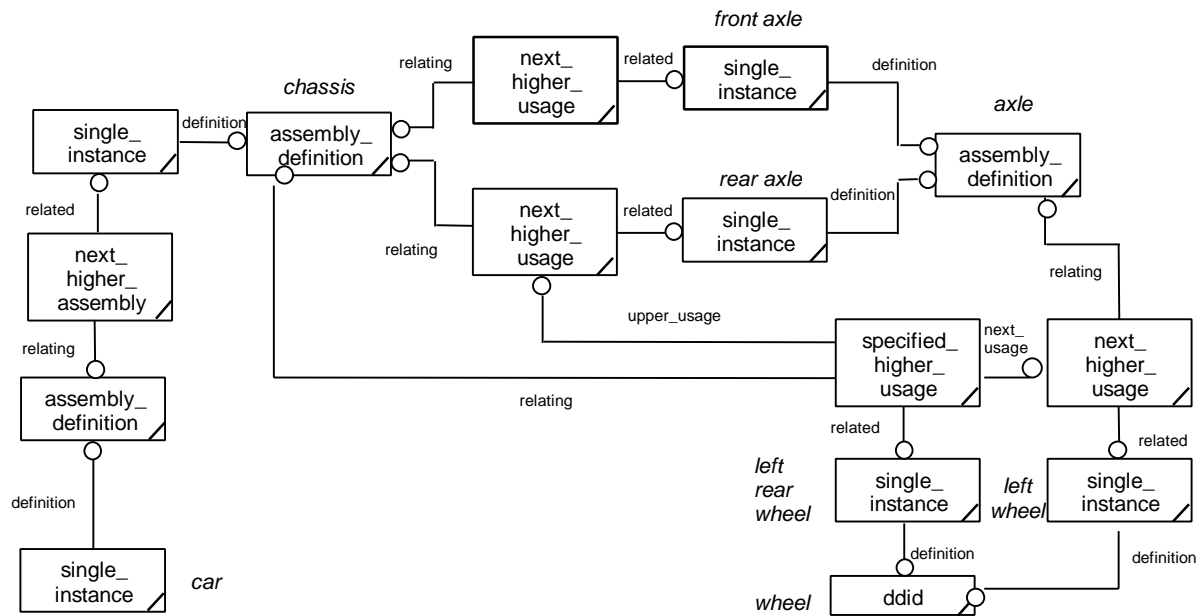 front axle
next_
higher_
usage
relating
related
single_
instance
definition
chassis
axle
single_
instance
definition
assembly_
definition
assembly_
definition
rear axle
definition
next_
higher_
usage
related
single_
instance
relating
related
next_
higher_
assembly
relating
upper_usage
specified_
higher_
usage
next_
usage
next_
higher_
usage
relating
assembly_
definition
relating
related
related
left
rear
wheel
single_
instance
left
wheel
single_
instance
definition
definition
definition
single_
instance
car
wheel
ddid